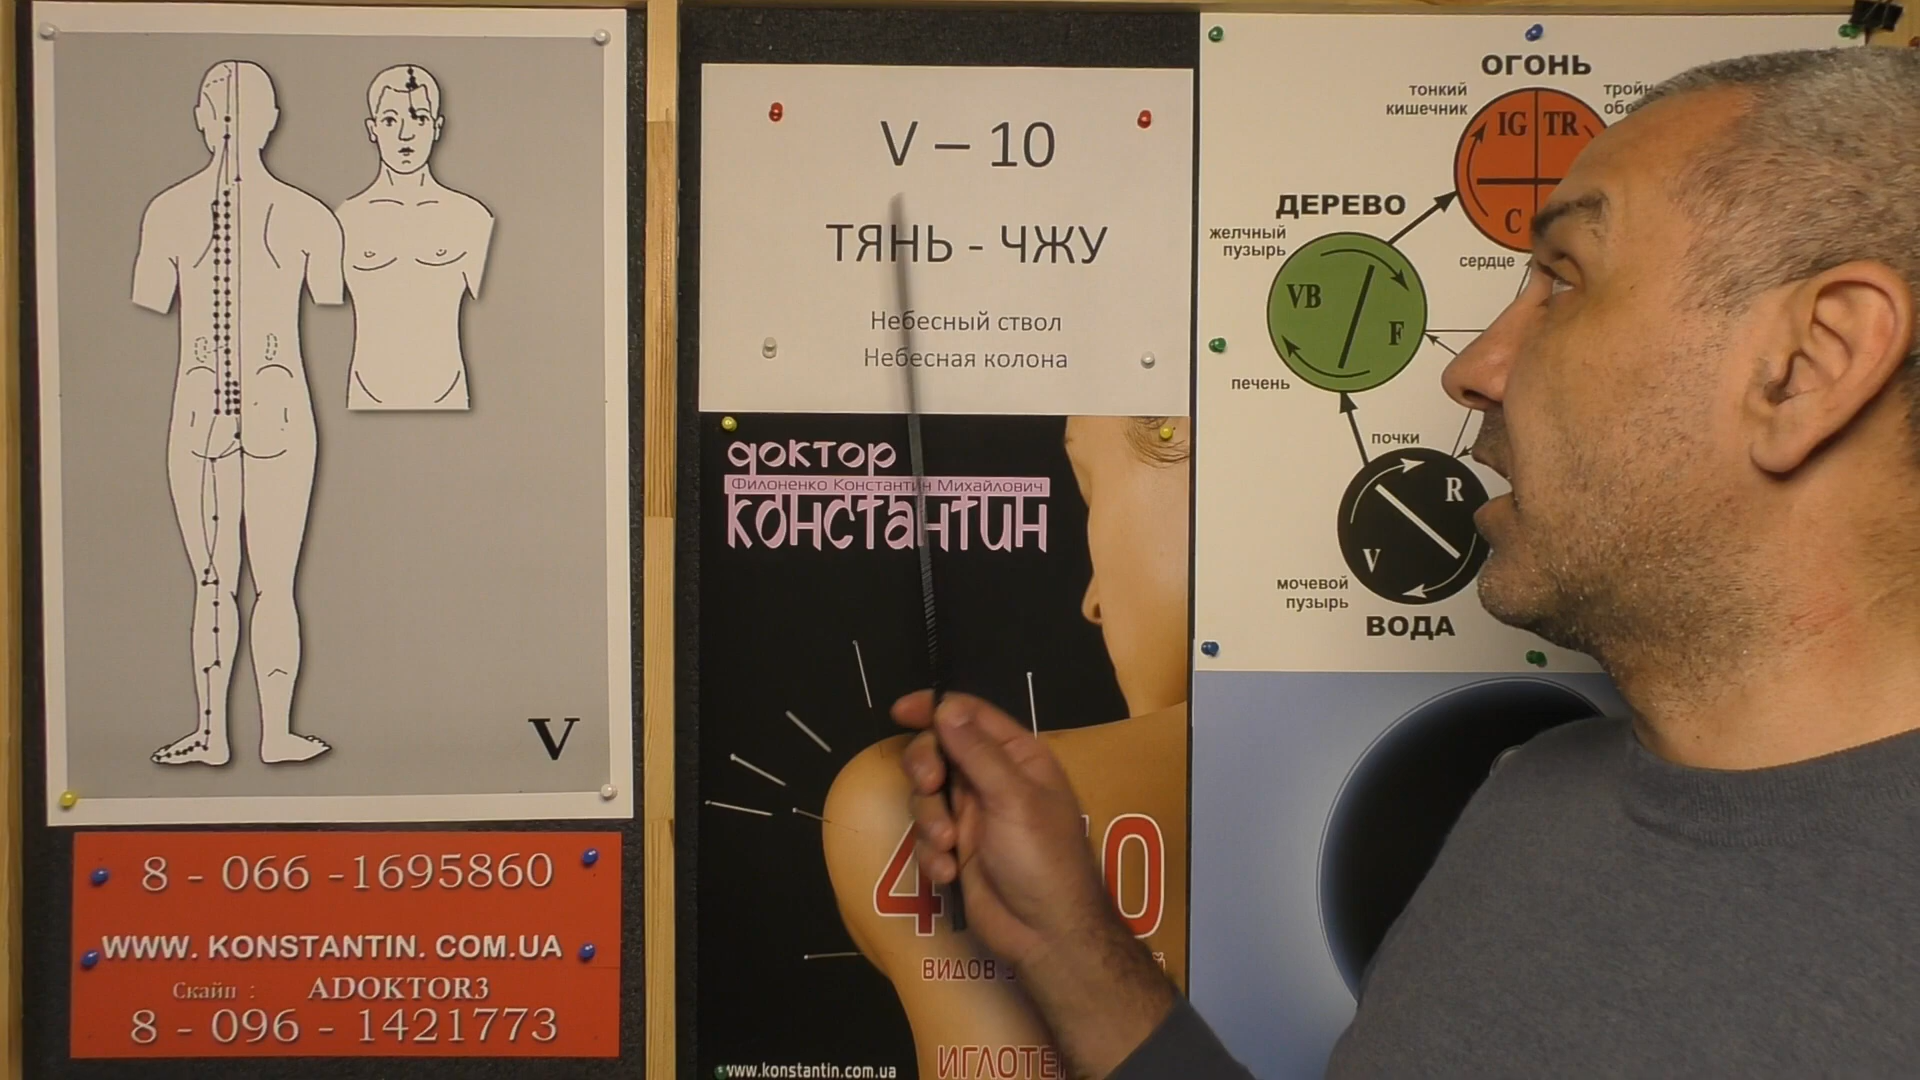 V
8 - 066 -1695860
WWW. KONSTANTIN. COM.UA
Скайп : ADOKTOR3
8 - 096 - 1421773
V – 10
ТЯНЬ - ЧЖУ
Небесный ствол
Небесная колона
доктор
Филоненко Константин Михайлович
константин
4 0
ВИДОВ
www.konstantin.com.ua
ОГОНЬ
тонкий
кишечник
IG TR
C
сердце
ДЕРЕВО
желчный
пузырь
VB
F
печень
почки
R
V
мочевой
пузырь
ВОДА